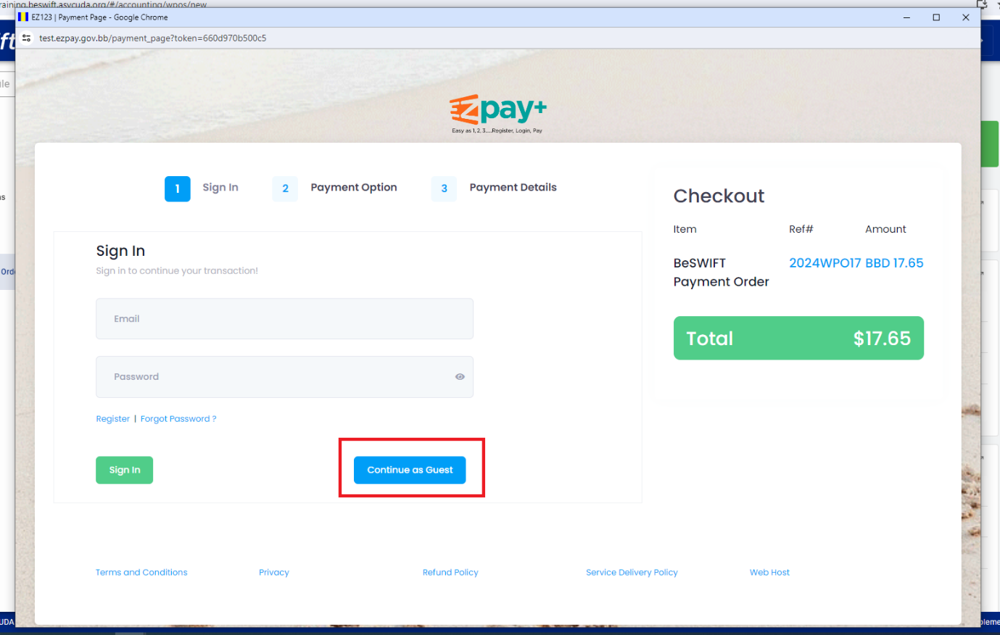 raining.beswift.asycuda.org/#/accounting/wpos/new
EZ123 | Payment Page - Google Chrome
test.ezpay.gov.bb/payment_page?token=660d970b500c5
ezpay+
Easy as 1, 2, 3....Register, Login, Pay
1 Sign In 2 Payment Option 3 Payment Details
Sign In
Sign in to continue your transaction!
Email
Password
Register | Forgot Password ?
Sign In
Continue as Guest
Checkout
Item Ref# Amount
BeSWIFT 2024WPO17 BBD 17.65
Payment Order
Total $17.65
Terms and Conditions Privacy Refund Policy Service Delivery Policy Web Host